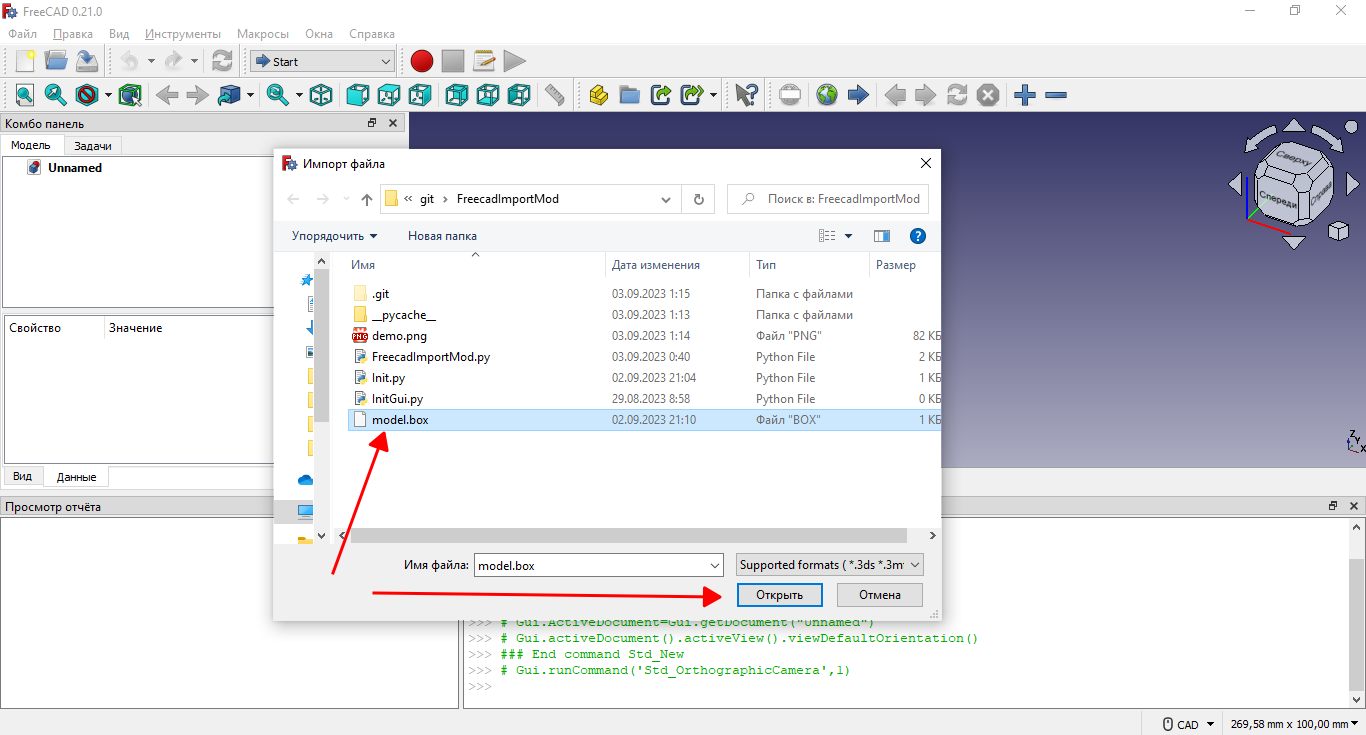 FreeCAD 0.21.0
Файл Правка Вид Инструменты Макросы Окна Справка
Start
Комбо панель
Модель Задачи
Unnamed
Свойство Значение
Вид Данные
Импорт файла
« git › FreecadImportMod
Поиск в: FreecadImportMod
Упорядочить Новая папка
Имя Дата изменения Тип Размер
.git 03.09.2023 1:15 Папка с файлами
__pycache__ 03.09.2023 1:13 Папка с файлами
demo.png 03.09.2023 1:14 Файл "PNG" 82 КБ
FreecadImportMod.py 03.09.2023 0:40 Python File 2 КБ
Init.py 02.09.2023 21:04 Python File 1 КБ
InitGui.py 29.08.2023 8:58 Python File 0 КБ
model.box 02.09.2023 21:10 Файл "BOX" 1 КБ
Имя файла: model.box Supported formats ( *.3ds *.3m
Открыть Отмена
Сверху
Спереди Справа
Z
Y
X
Просмотр отчёта
>>> # Gui.ActiveDocument=Gui.getDocument("Unnamed")
>>> # Gui.activeDocument().activeView().viewDefaultOrientation()
>>> ### End command Std_New
>>> # Gui.runCommand('Std_OrthographicCamera',1)
>>>
CAD 269,58 mm x 100,00 mm